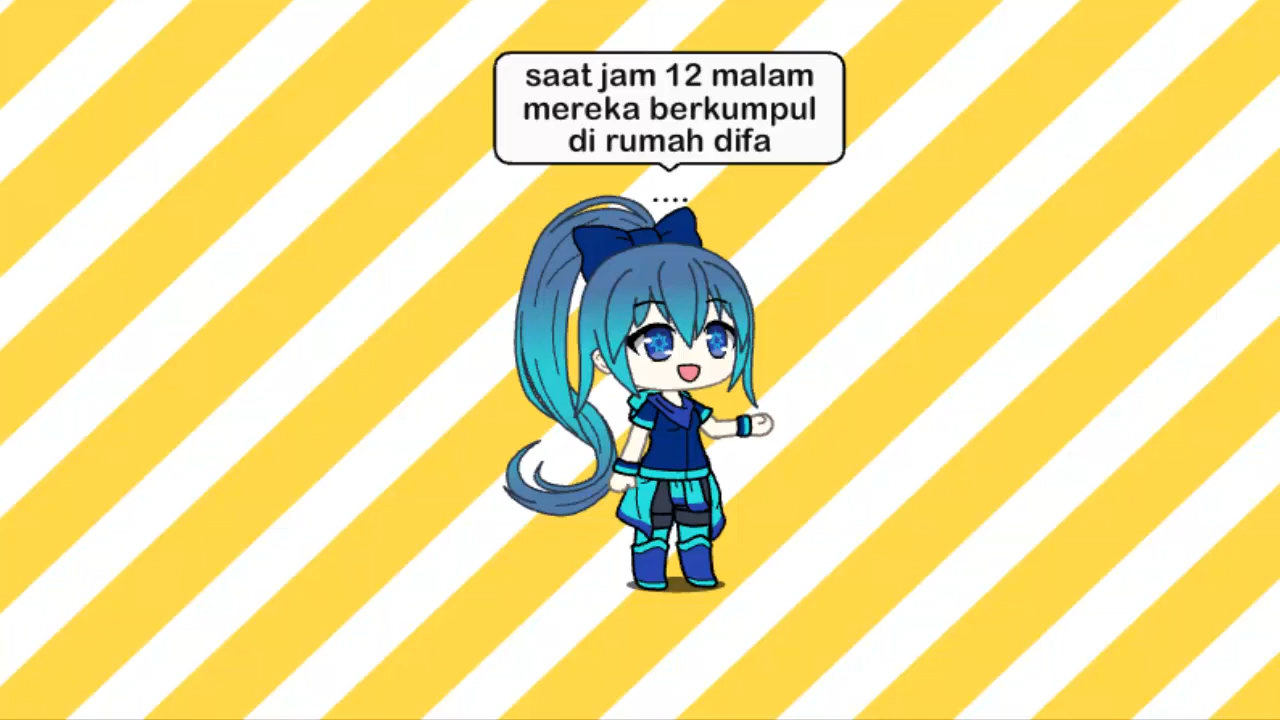 saat jam 12 malam
mereka berkumpul
di rumah difa
....